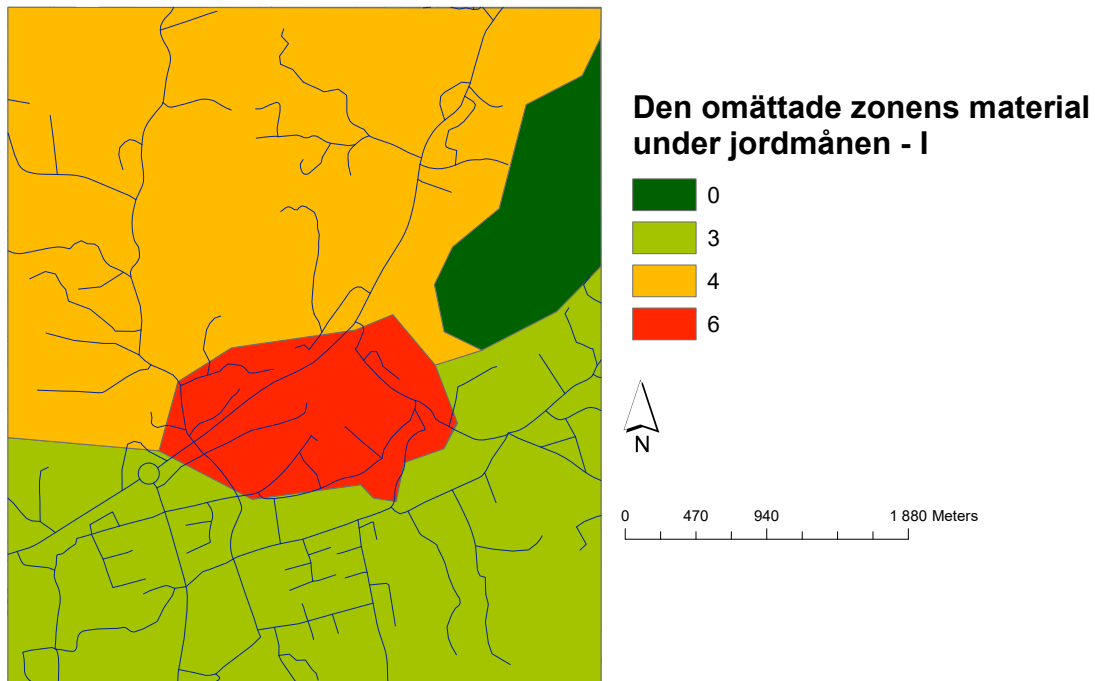 Den omättade zonens material
under jordmånen - I
0
3
4
6
N
0 470 940 1 880 Meters